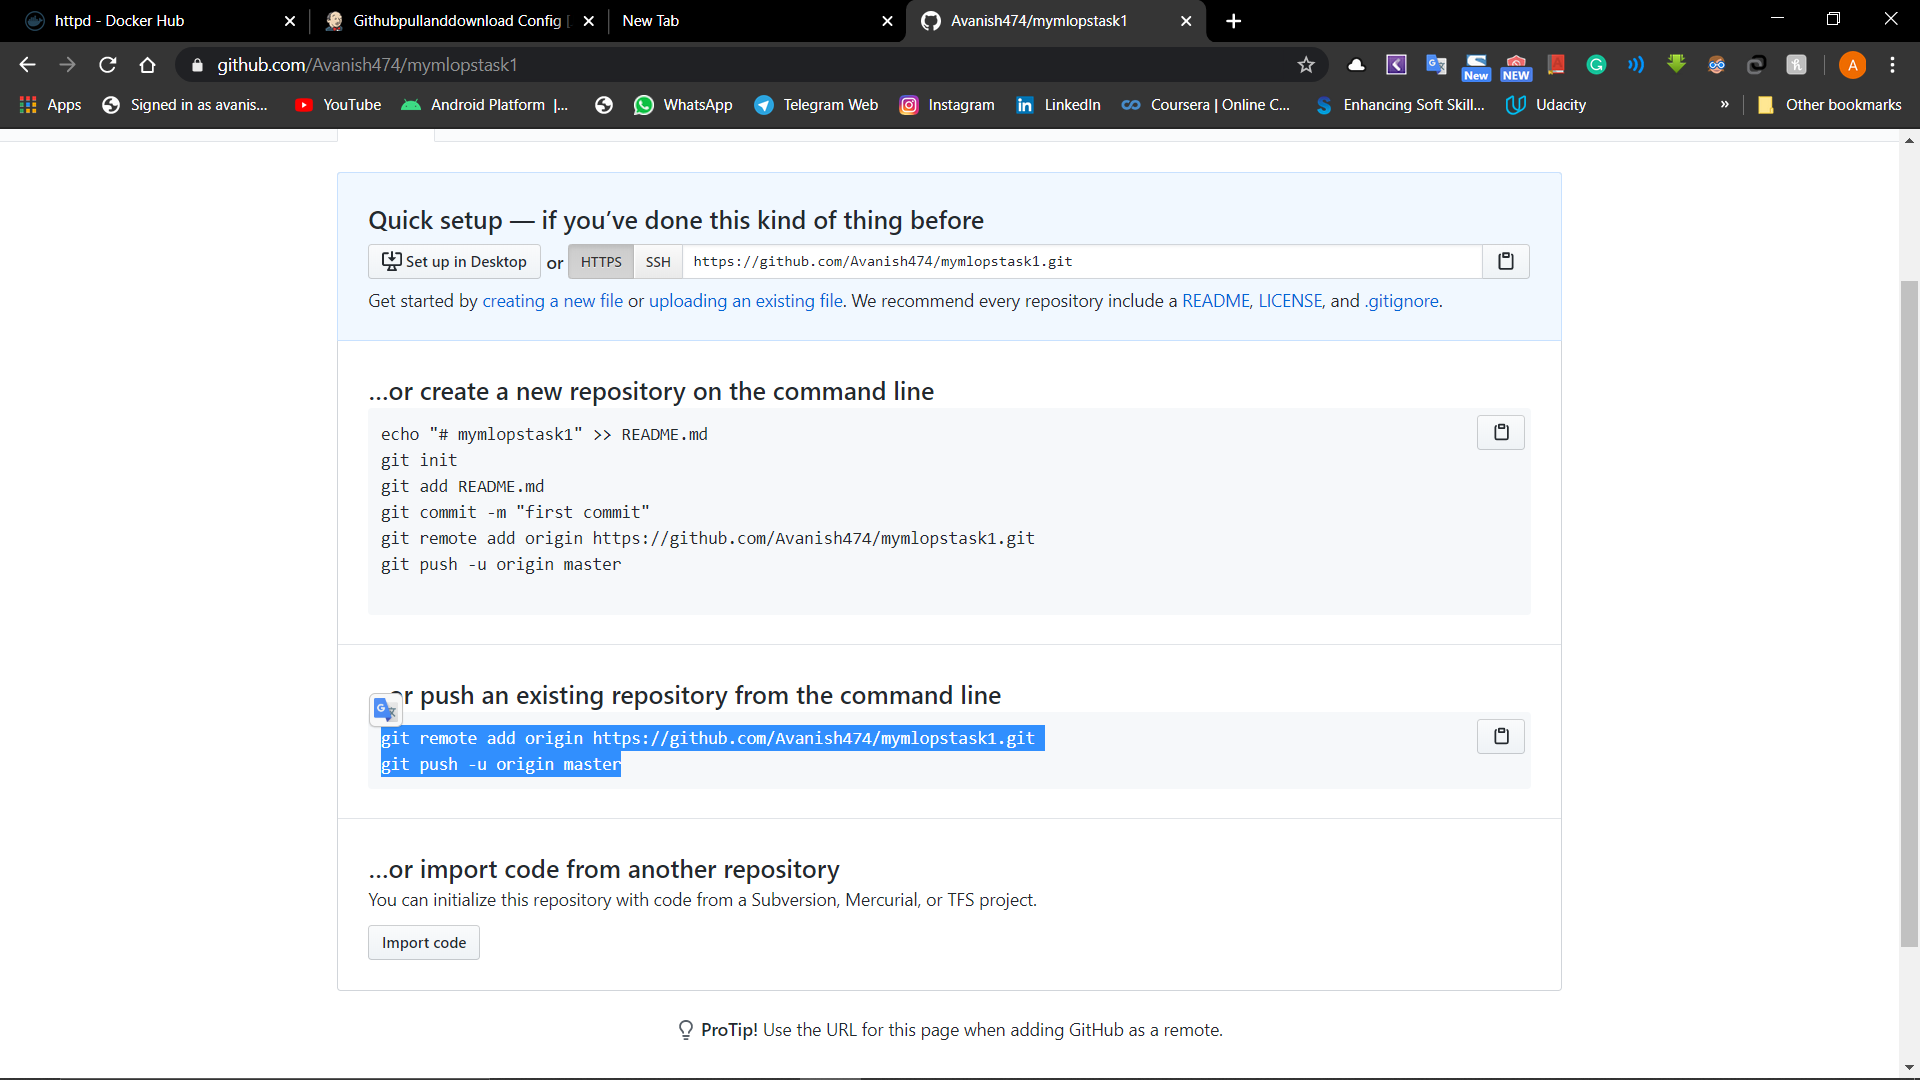 httpd - Docker Hub
Githubpullanddownload Config
New Tab
Avanish474/mymlopstask1
github.com/Avanish474/mymlopstask1
New
NEW
A
Apps
Signed in as avanis...
YouTube
Android Platform |...
WhatsApp
Telegram Web
Instagram
LinkedIn
Coursera | Online C...
Enhancing Soft Skill...
Udacity
»
Other bookmarks
Quick setup — if you’ve done this kind of thing before
Set up in Desktop or HTTPS SSH https://github.com/Avanish474/mymlopstask1.git
Get started by creating a new file or uploading an existing file. We recommend every repository include a README, LICENSE, and .gitignore.
…or create a new repository on the command line
echo "# mymlopstask1" >> README.md
git init
git add README.md
git commit -m "first commit"
git remote add origin https://github.com/Avanish474/mymlopstask1.git
git push -u origin master
or push an existing repository from the command line
git remote add origin https://github.com/Avanish474/mymlopstask1.git
git push -u origin master
…or import code from another repository
You can initialize this repository with code from a Subversion, Mercurial, or TFS project.
Import code
ProTip! Use the URL for this page when adding GitHub as a remote.